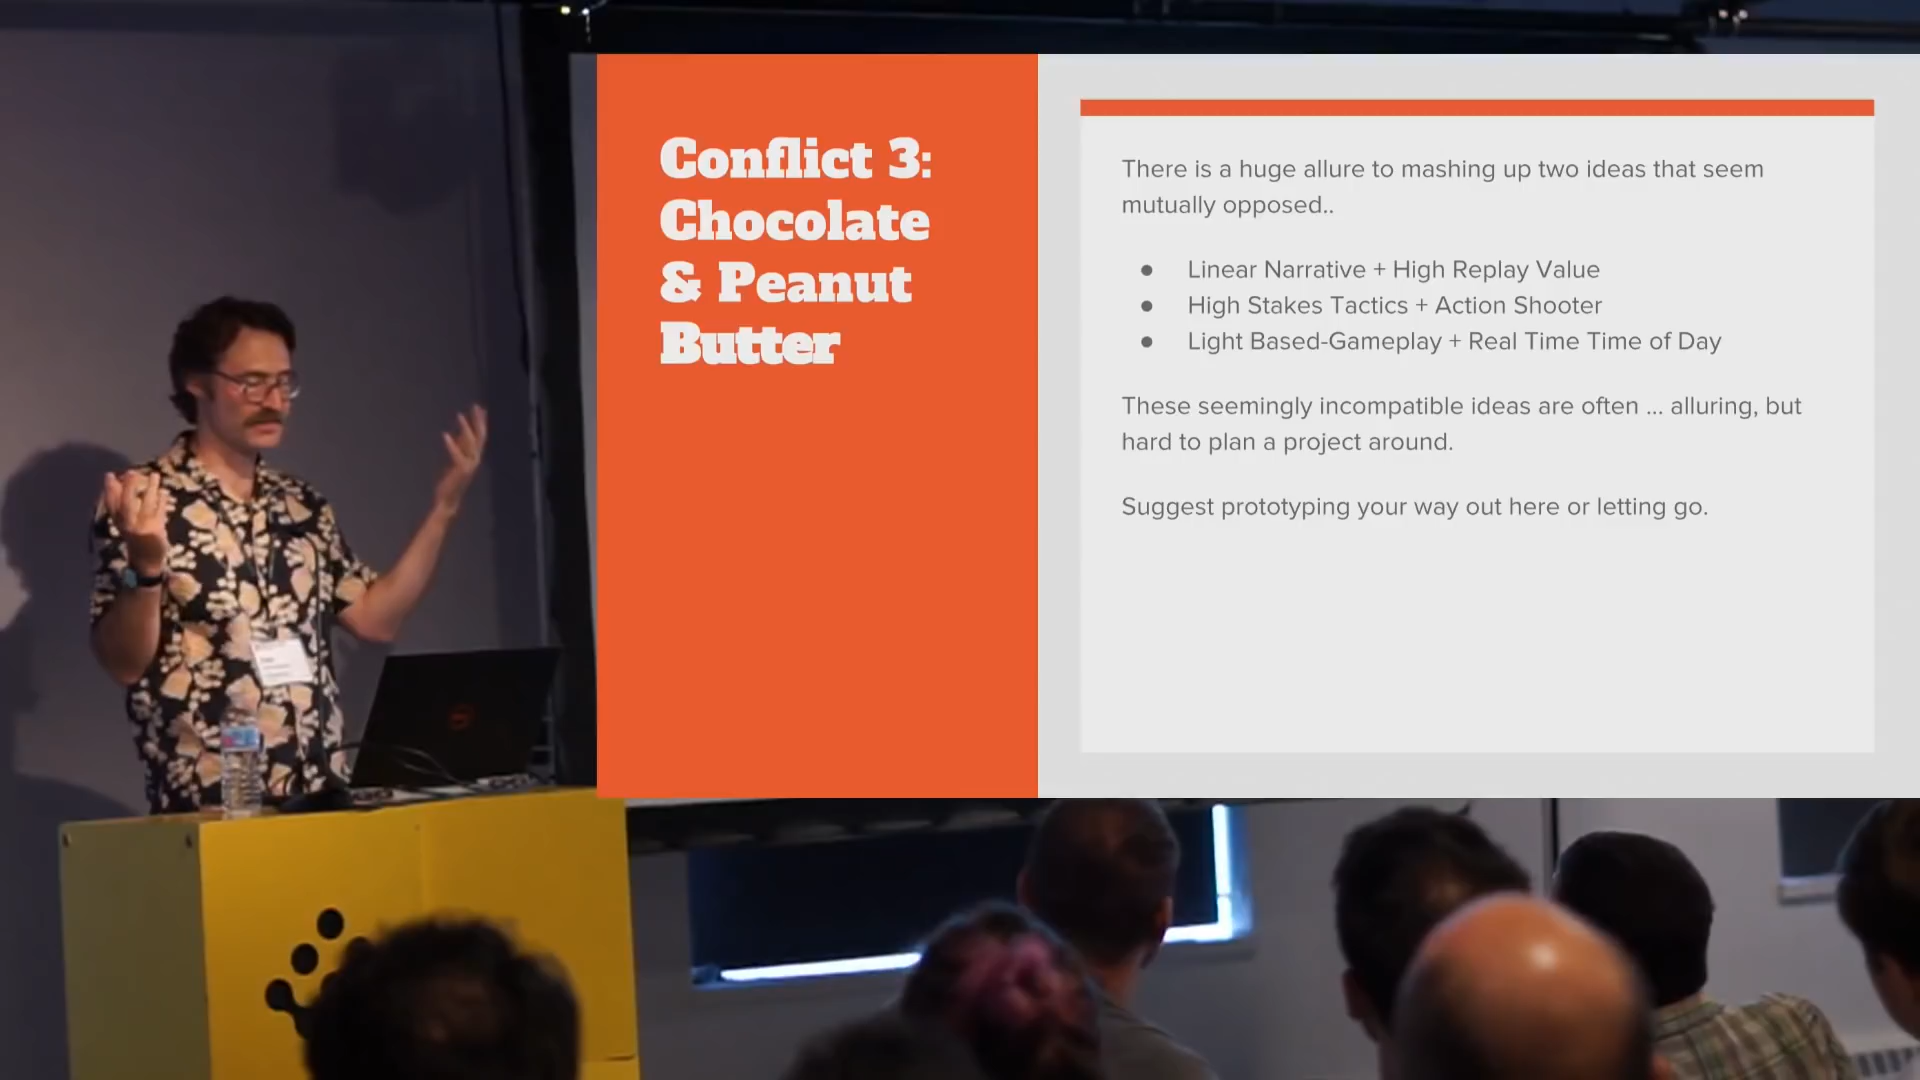 Conflict 3:
Chocolate
& Peanut
Butter
There is a huge allure to mashing up two ideas that seem
mutually opposed..
● Linear Narrative + High Replay Value
● High Stakes Tactics + Action Shooter
● Light Based-Gameplay + Real Time Time of Day
These seemingly incompatible ideas are often ... alluring, but
hard to plan a project around.
Suggest prototyping your way out here or letting go.